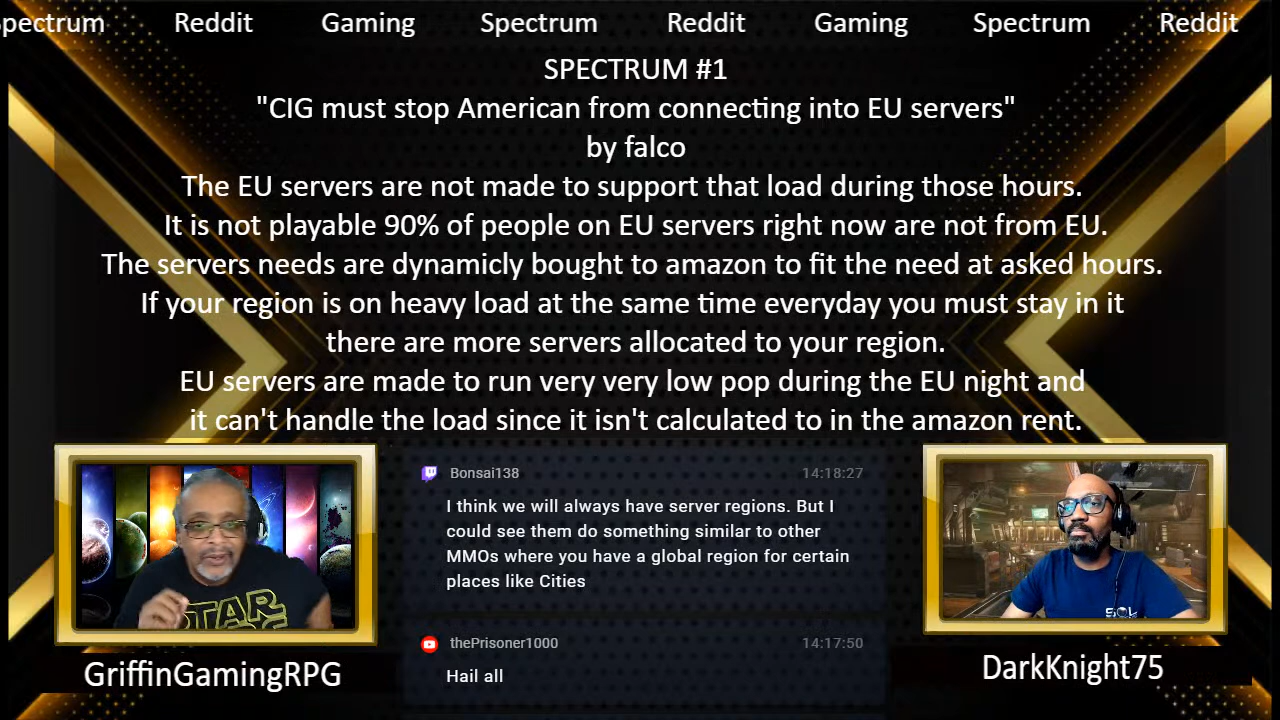 pectrum Reddit Gaming Spectrum Reddit Gaming Spectrum Reddit
SPECTRUM #1
"CIG must stop American from connecting into EU servers"
by falco
The EU servers are not made to support that load during those hours.
It is not playable 90% of people on EU servers right now are not from EU.
The servers needs are dynamicly bought to amazon to fit the need at asked hours.
If your region is on heavy load at the same time everyday you must stay in it
there are more servers allocated to your region.
EU servers are made to run very very low pop during the EU night and
it can't handle the load since it isn't calculated to in the amazon rent.
Bonsai138 14:18:27
I think we will always have server regions. But I
could see them do something similar to other
MMOs where you have a global region for certain
places like Cities
thePrisoner1000 14:17:50
Hail all
STAR
GriffinGamingRPG
DarkKnight75